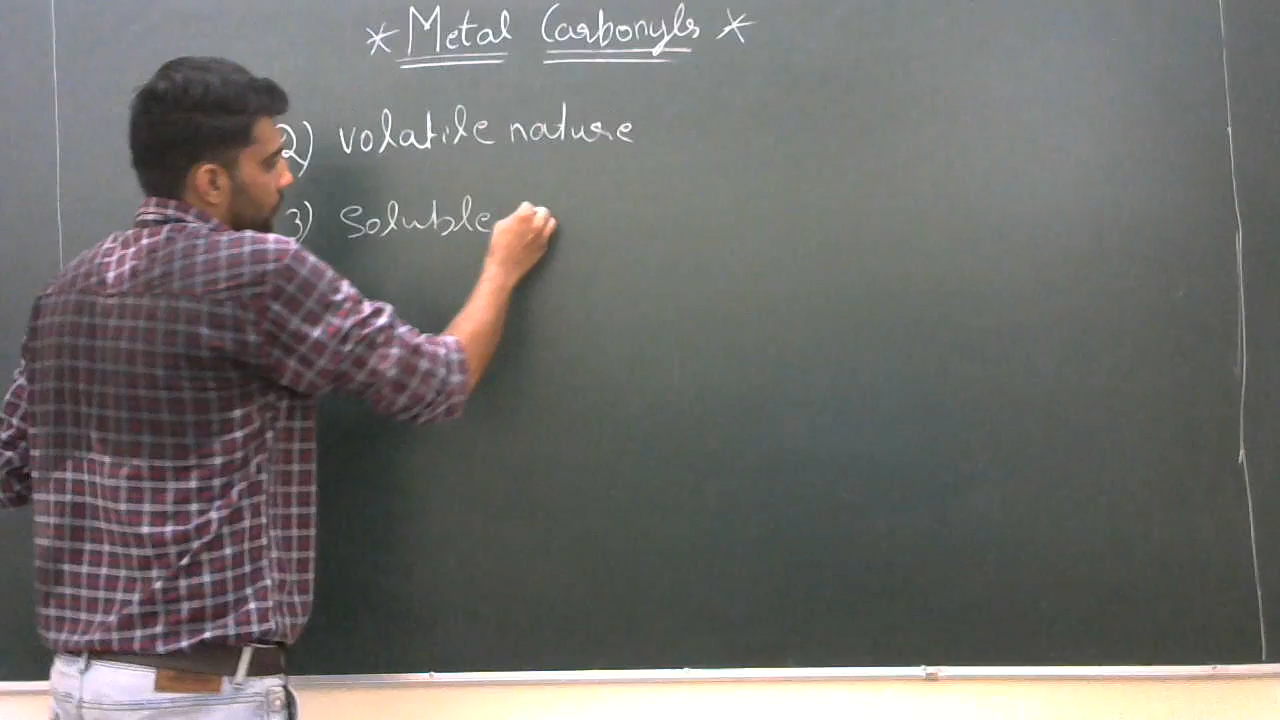 * Metal Carbonyls *
2) volatile nature
3) soluble